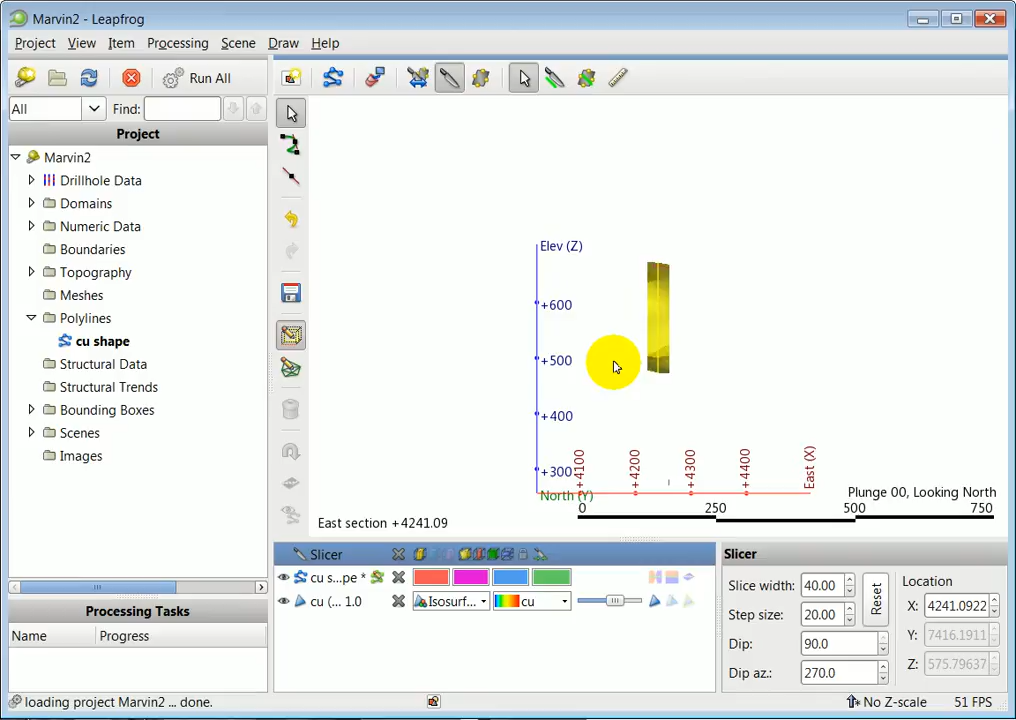 Marvin2 - Leapfrog
Project View Item Processing Scene Draw Help
Run All
All Find:
Project
Marvin2
Drillhole Data
Domains
Numeric Data
Boundaries
Topography
Meshes
Polylines
cu shape
Structural Data
Structural Trends
Bounding Boxes
Scenes
Images
Processing Tasks
Name Progress
loading project Marvin2 ... done.
Elev (Z)
+600
+500
+400
+300
North (Y)
+4100
+4200
+4300
+4400
East (X)
Plunge 00, Looking North
0 250 500 750
East section +4241.09
Slicer
cu s...pe *
cu (... 1.0 Isosurf... cu
Slicer
Slice width: 40.00
Step size: 20.00
Reset
Dip: 90.0
Dip az.: 270.0
Location
X: 4241.0922
Y: 7416.1911
Z: 575.79637
No Z-scale 51 FPS